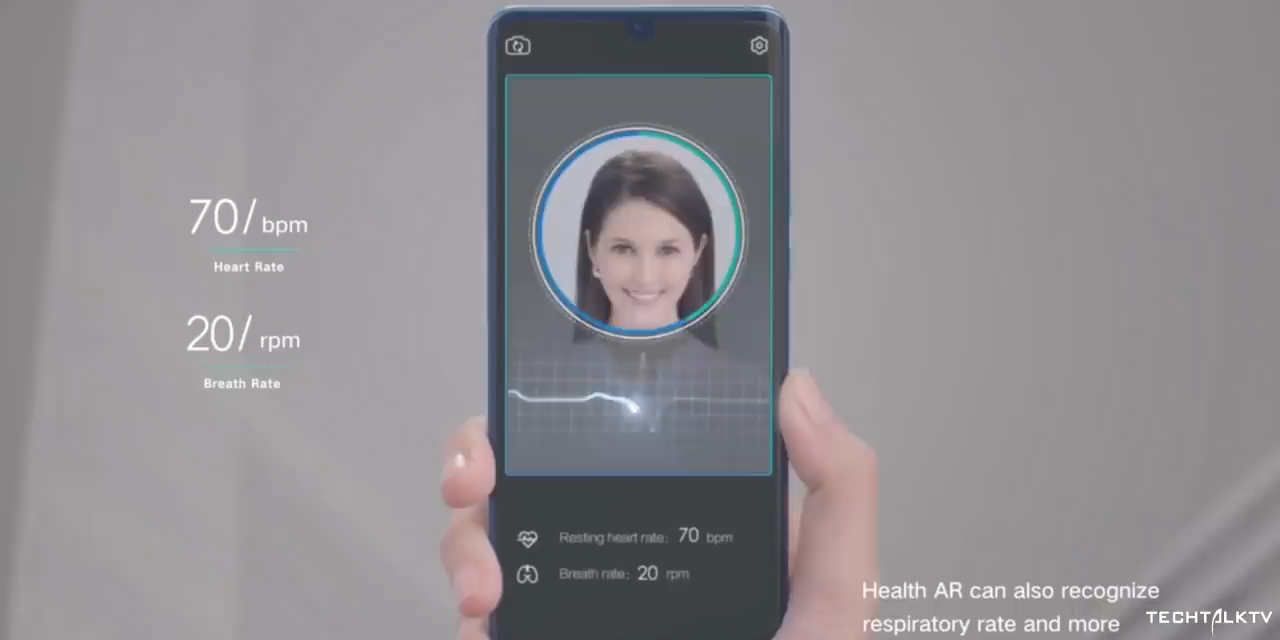 70/ bpm
Heart Rate
20/ rpm
Breath Rate
Resting heart rate: 70 bpm
Breath rate: 20 rpm
Health AR can also recognize
respiratory rate and more
TECHTALKTV